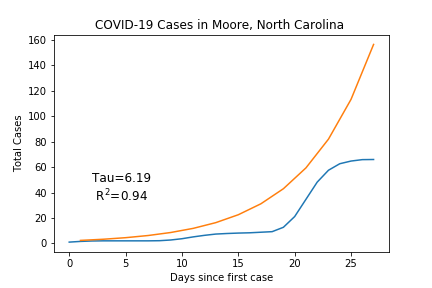 COVID-19 Cases in Moore, North Carolina
160
140
120
100
80
60
40
20
0
Total Cases
Tau=6.19
R²=0.94
0 5 10 15 20 25
Days since first case